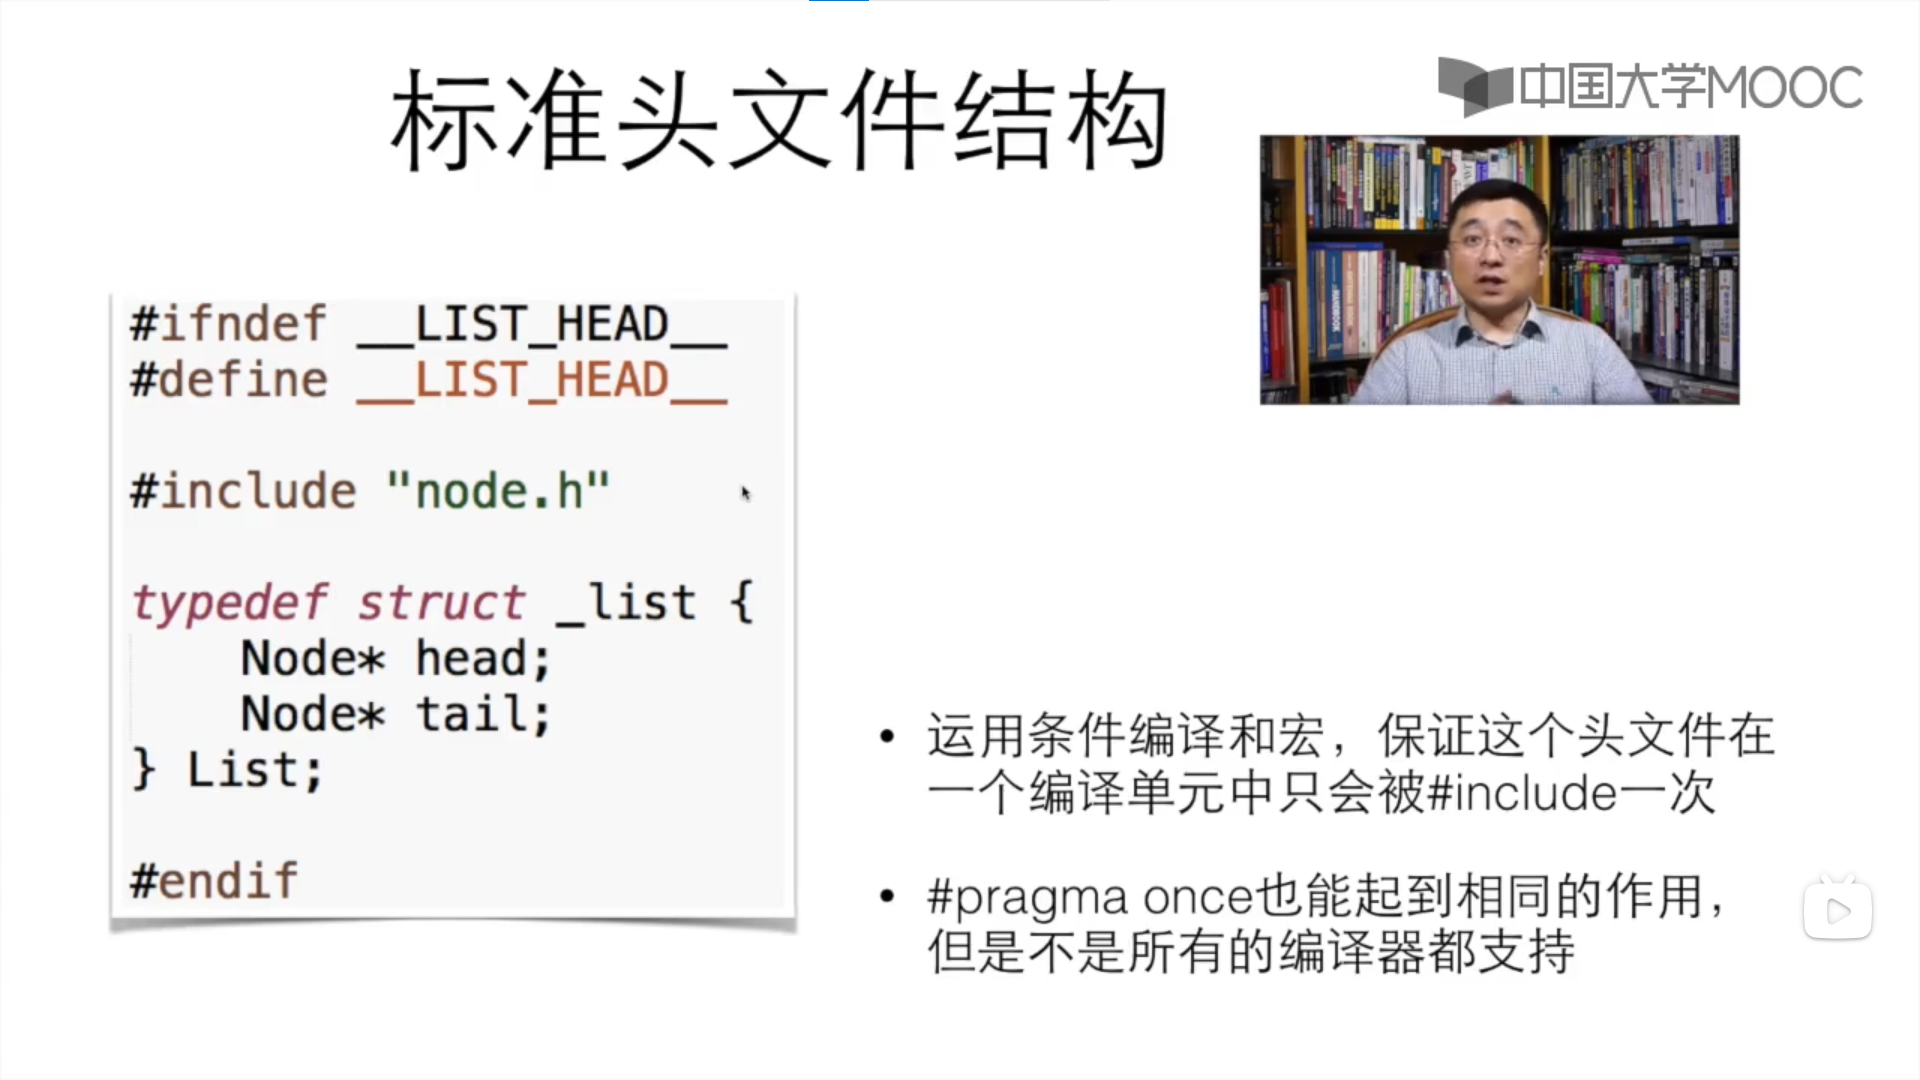 标准头文件结构
中国大学MOOC
#ifndef __LIST_HEAD__
#define __LIST_HEAD__
#include "node.h"
typedef struct _list {
Node* head;
Node* tail;
} List;
#endif
• 运用条件编译和宏，保证这个头文件在
一个编译单元中只会被#include一次
• #pragma once也能起到相同的作用，
但是不是所有的编译器都支持